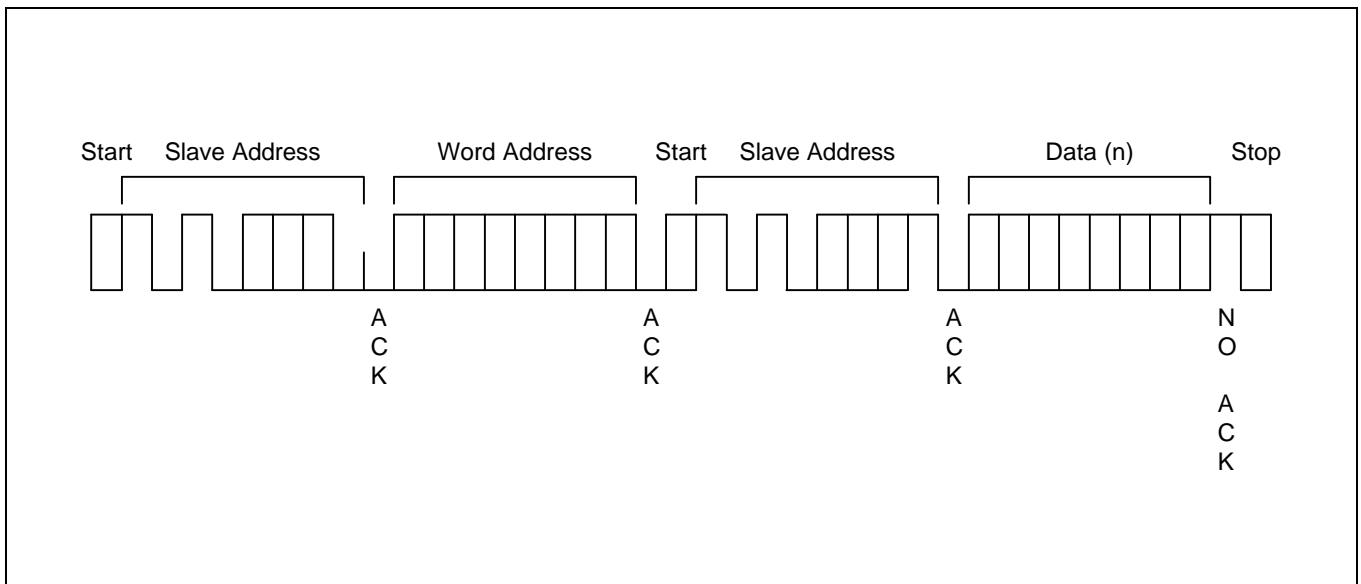 Start Slave Address Word Address Start Slave Address Data (n) Stop
A A A N
C C C O
K K K
A
C
K